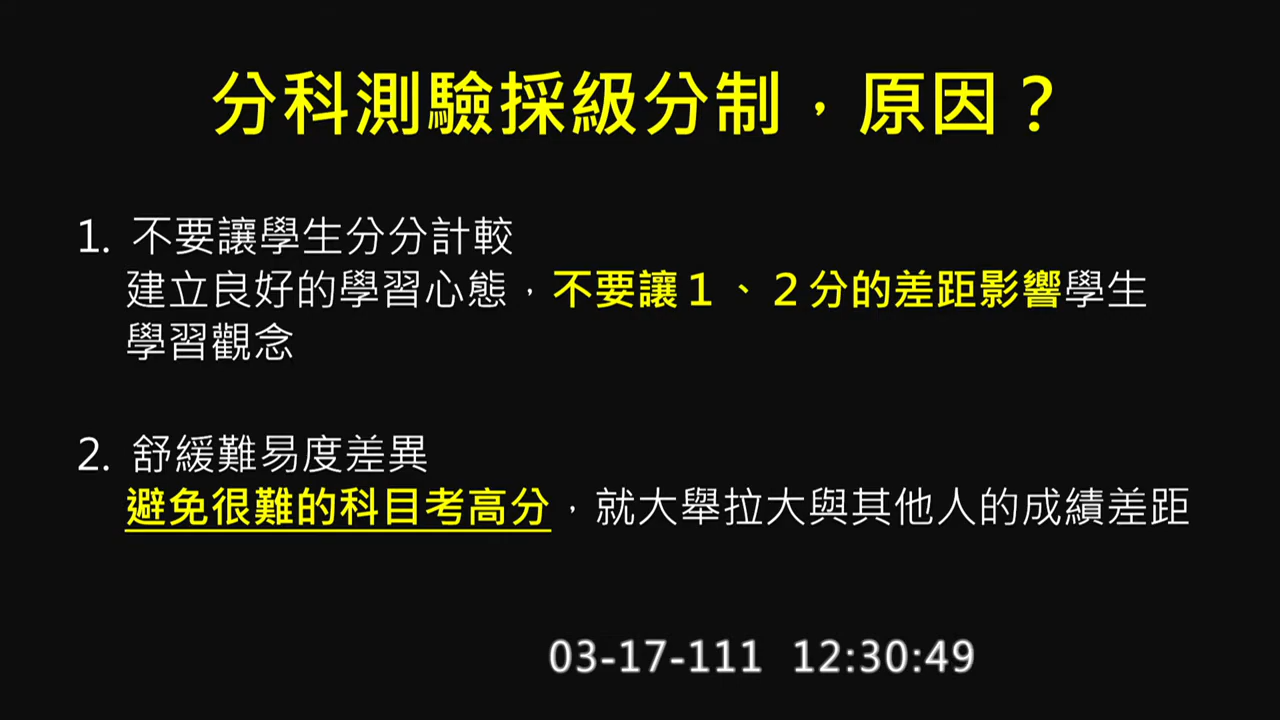 分科測驗採級分制，原因？
1. 不要讓學生分分計較
建立良好的學習心態，不要讓１、２分的差距影響學生
學習觀念
2. 舒緩難易度差異
避免很難的科目考高分，就大舉拉大與其他人的成績差距
03-17-111 12:30:49